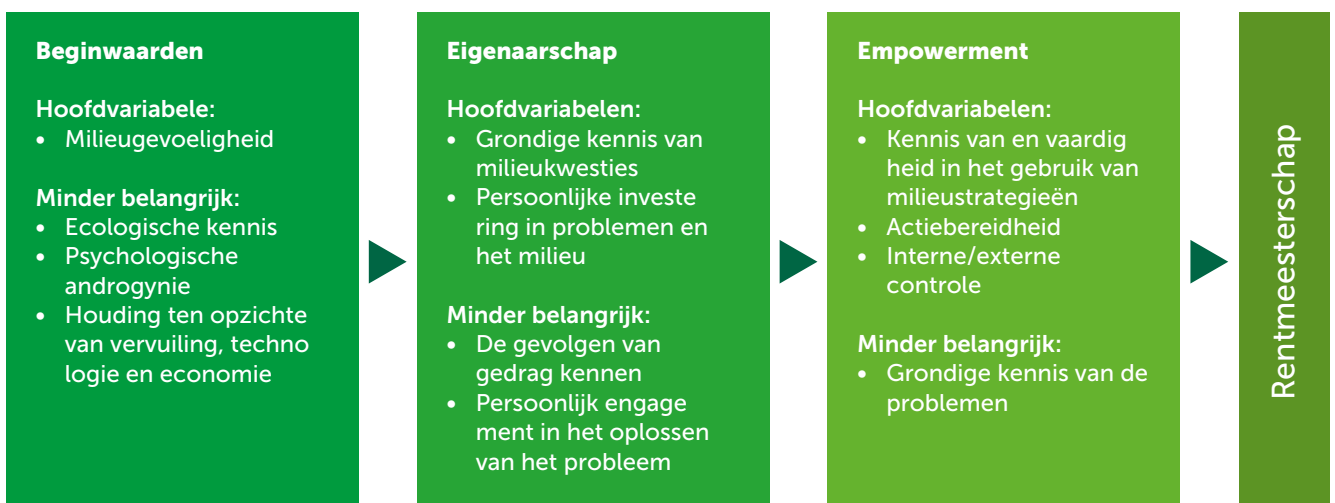 Beginwaarden
Hoofdvariabele:
• Milieugevoeligheid
Minder belangrijk:
• Ecologische kennis
• Psychologische
androgynie
• Houding ten opzichte
van vervuiling, techno
logie en economie
Eigenaarschap
Hoofdvariabelen:
• Grondige kennis van
milieukwesties
• Persoonlijke investe
ring in problemen en
het milieu
Minder belangrijk:
• De gevolgen van
gedrag kennen
• Persoonlijk engage
ment in het oplossen
van het probleem
Empowerment
Hoofdvariabelen:
• Kennis van en vaardig
heid in het gebruik van
milieustrategieën
• Actiebereidheid
• Interne/externe
controle
Minder belangrijk:
• Grondige kennis van de
problemen
Rentmeesterschap